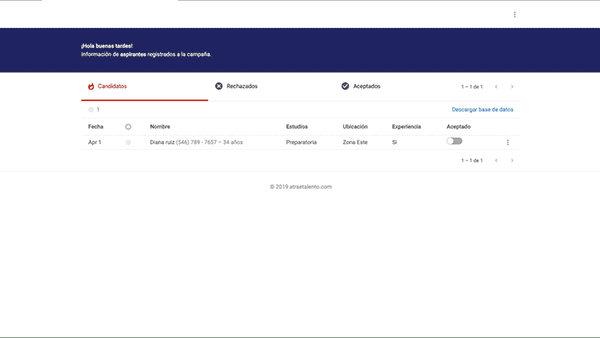 ¡Hola buenas tardes!
Información de aspirantes registrados a la campaña.
Candidatos Rechazados Aceptados 1 – 1 de 1
1 Descargar base de datos
Fecha Nombre Estudios Ubicación Experiencia Aceptado
Apr 1 Diana ruiz (546) 789 - 7657 – 34 años Preparatoria Zona Este Si
1 – 1 de 1
© 2019 atraetalento.com